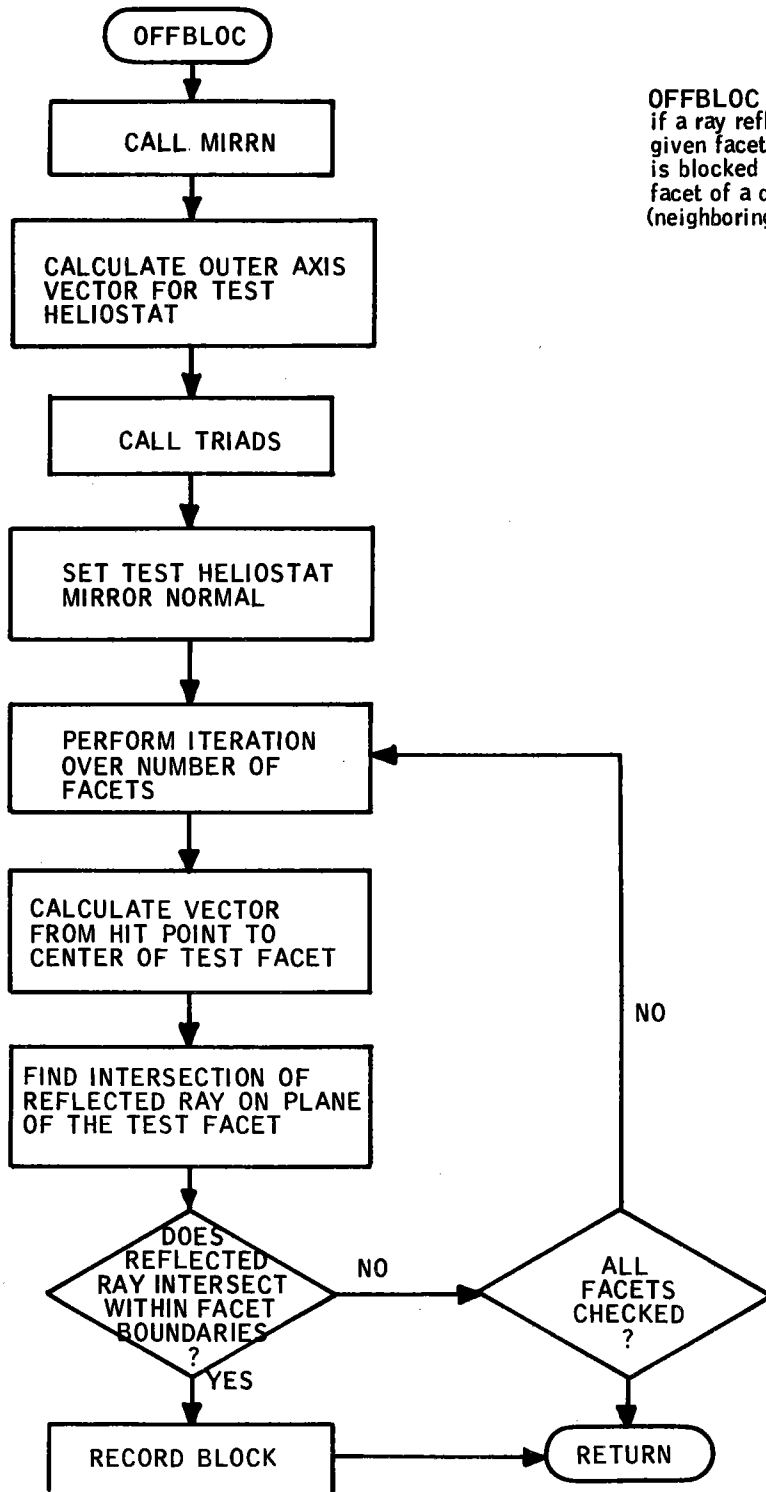 OFFBLOC
OFFBLOC
if a ray ref
given facet
is blocked
facet of a
(neighboring
CALL MIRRN
CALCULATE OUTER AXIS
VECTOR FOR TEST
HELIOSTAT
CALL TRIADS
SET TEST HELIOSTAT
MIRROR NORMAL
PERFORM ITERATION
OVER NUMBER OF
FACETS
CALCULATE VECTOR
FROM HIT POINT TO
CENTER OF TEST FACET
NO
FIND INTERSECTION OF
REFLECTED RAY ON PLANE
OF THE TEST FACET
DOES
REFLECTED
RAY INTERSECT
WITHIN FACET
BOUNDARIES
?
NO
ALL
FACETS
CHECKED
?
YES
RECORD BLOCK
RETURN